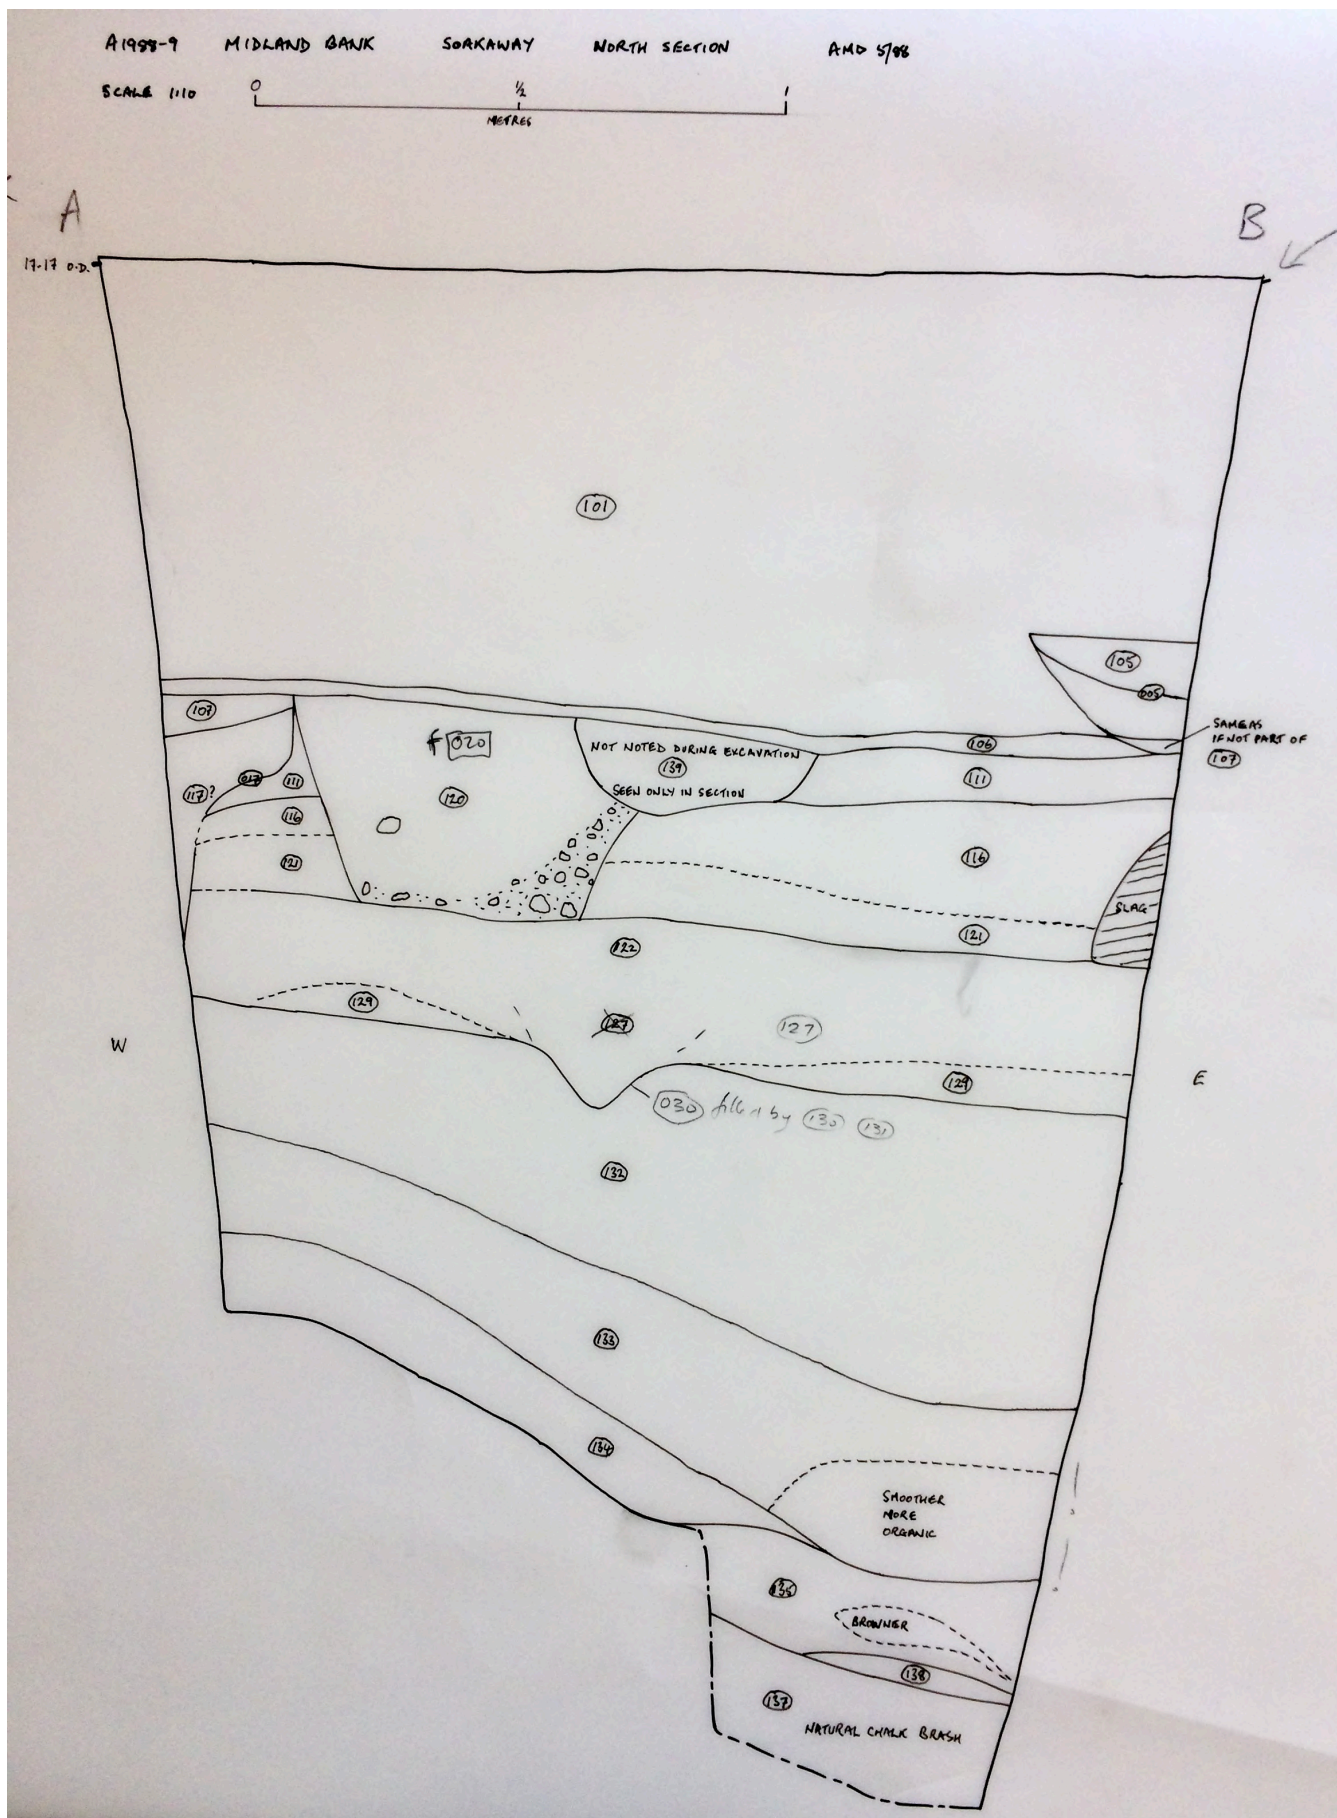 A1988-9 MIDLAND BANK SOAKAWAY NORTH SECTION AMD 5/88
SCALE 1:10 0 ½ 1
METRES
A
B
17.17 O.D.
101
105
005
107
106
SAME AS
IF NOT PART OF
107
f 020
NOT NOTED DURING EXCAVATION
139
SEEN ONLY IN SECTION
111
117? 017 111
120
116
116
121
SLAG
121
122
129
127
127
W
E
129
030 filled by 130 131
132
133
134
SMOOTHER
MORE
ORGANIC
135
BROWNER
138
137
NATURAL CHALK BRASH